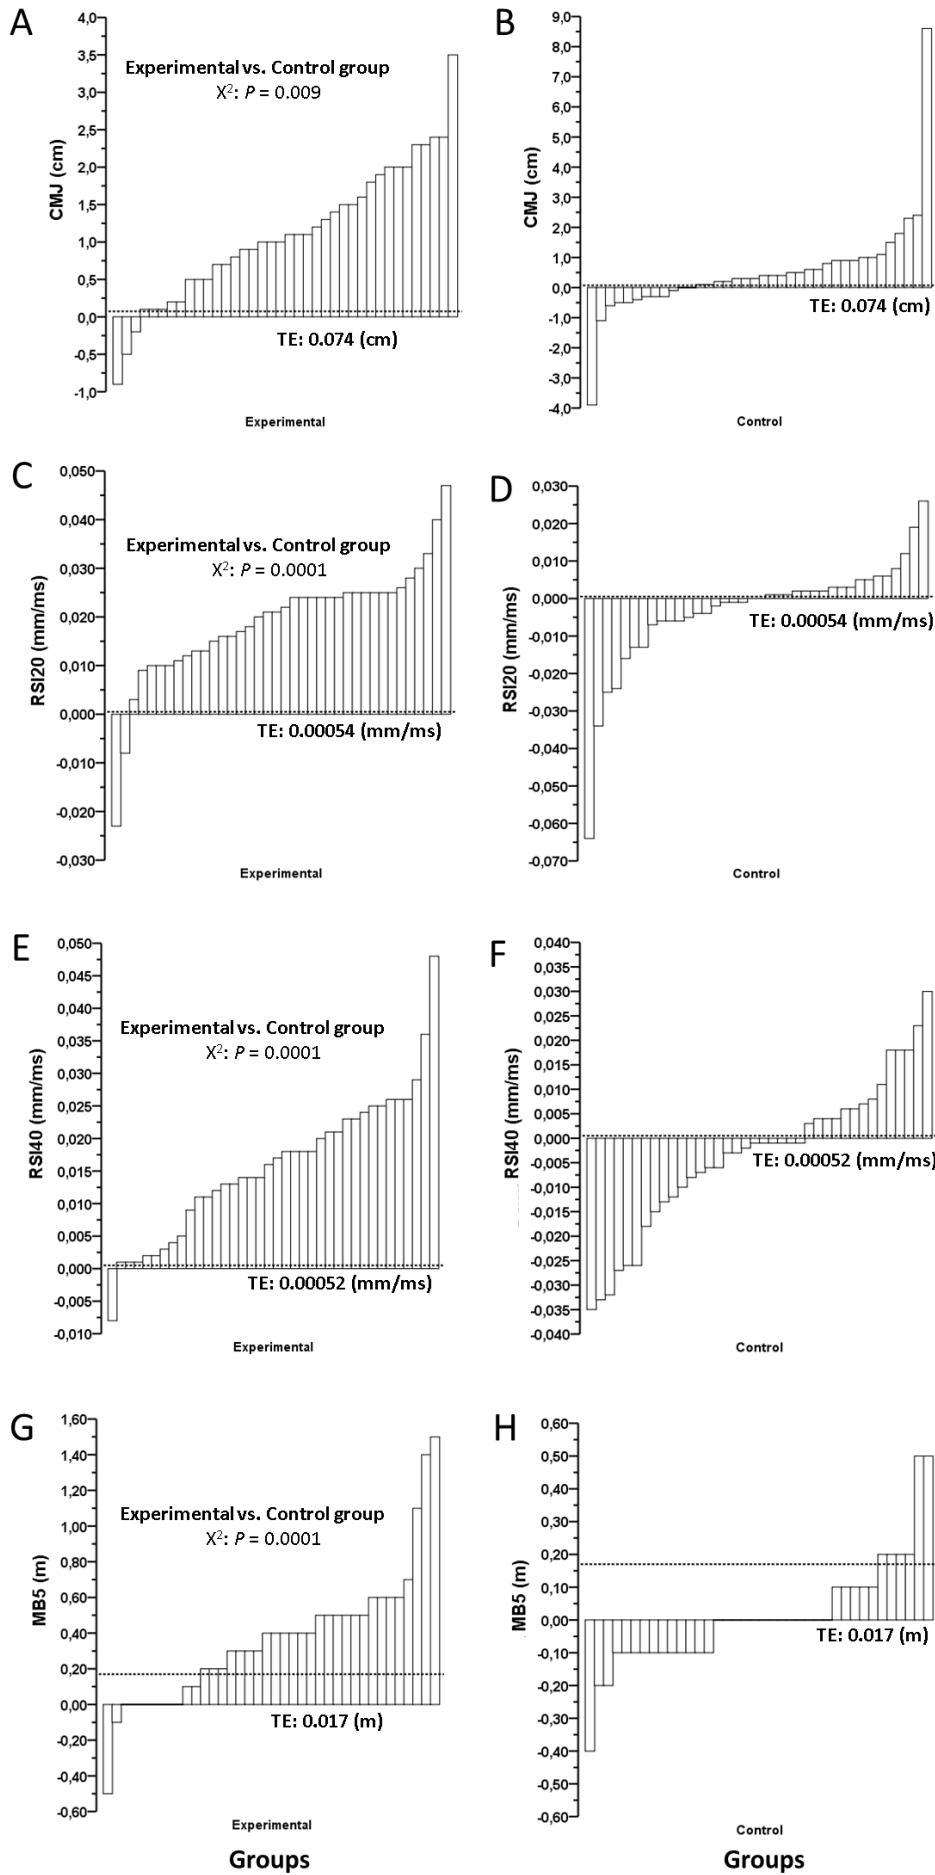 A
4,0
3,5
3,0
2,5
2,0
1,5
1,0
0,5
0,0
-0,5
-1,0
CMJ (cm)
Experimental vs. Control group
X²: P = 0.009
TE: 0.074 (cm)
Experimental
B
9,0
8,0
7,0
6,0
5,0
4,0
3,0
2,0
1,0
0,0
-1,0
-2,0
-3,0
-4,0
CMJ (cm)
TE: 0.074 (cm)
Control
C
0,050
0,040
0,030
0,020
0,010
0,000
-0,010
-0,020
-0,030
RSI20 (mm/ms)
Experimental vs. Control group
X²: P = 0.0001
TE: 0.00054 (mm/ms)
Experimental
D
0,030
0,020
0,010
0,000
-0,010
-0,020
-0,030
-0,040
-0,050
-0,060
-0,070
RSI20 (mm/ms)
TE: 0.00054 (mm/ms)
Control
E
0,050
0,045
0,040
0,035
0,030
0,025
0,020
0,015
0,010
0,005
0,000
-0,005
-0,010
RSI40 (mm/ms)
Experimental vs. Control group
X²: P = 0.0001
TE: 0.00052 (mm/ms)
Experimental
F
0,040
0,035
0,030
0,025
0,020
0,015
0,010
0,005
0,000
-0,005
-0,010
-0,015
-0,020
-0,025
-0,030
-0,035
-0,040
RSI40 (mm/ms)
TE: 0.00052 (mm/ms)
Control
G
1,60
1,40
1,20
1,00
0,80
0,60
0,40
0,20
0,00
-0,20
-0,40
-0,60
MB5 (m)
Experimental vs. Control group
X²: P = 0.0001
TE: 0.017 (m)
Experimental
Groups
H
0,60
0,50
0,40
0,30
0,20
0,10
0,00
-0,10
-0,20
-0,30
-0,40
-0,50
-0,60
MB5 (m)
TE: 0.017 (m)
Control
Groups